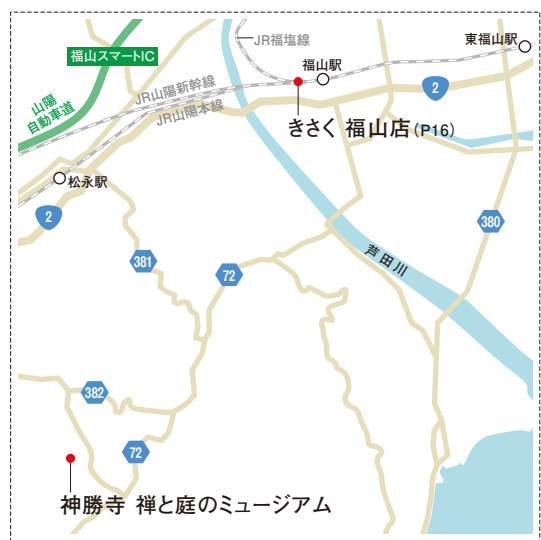 JR福塩線
東福山駅
福山スマートIC
福山駅
2
山陽
自動車道
JR山陽新幹線
JR山陽本線
きさく 福山店（P16）
松永駅
2
380
381
72
芦田川
382
72
神勝寺 禅と庭のミュージアム